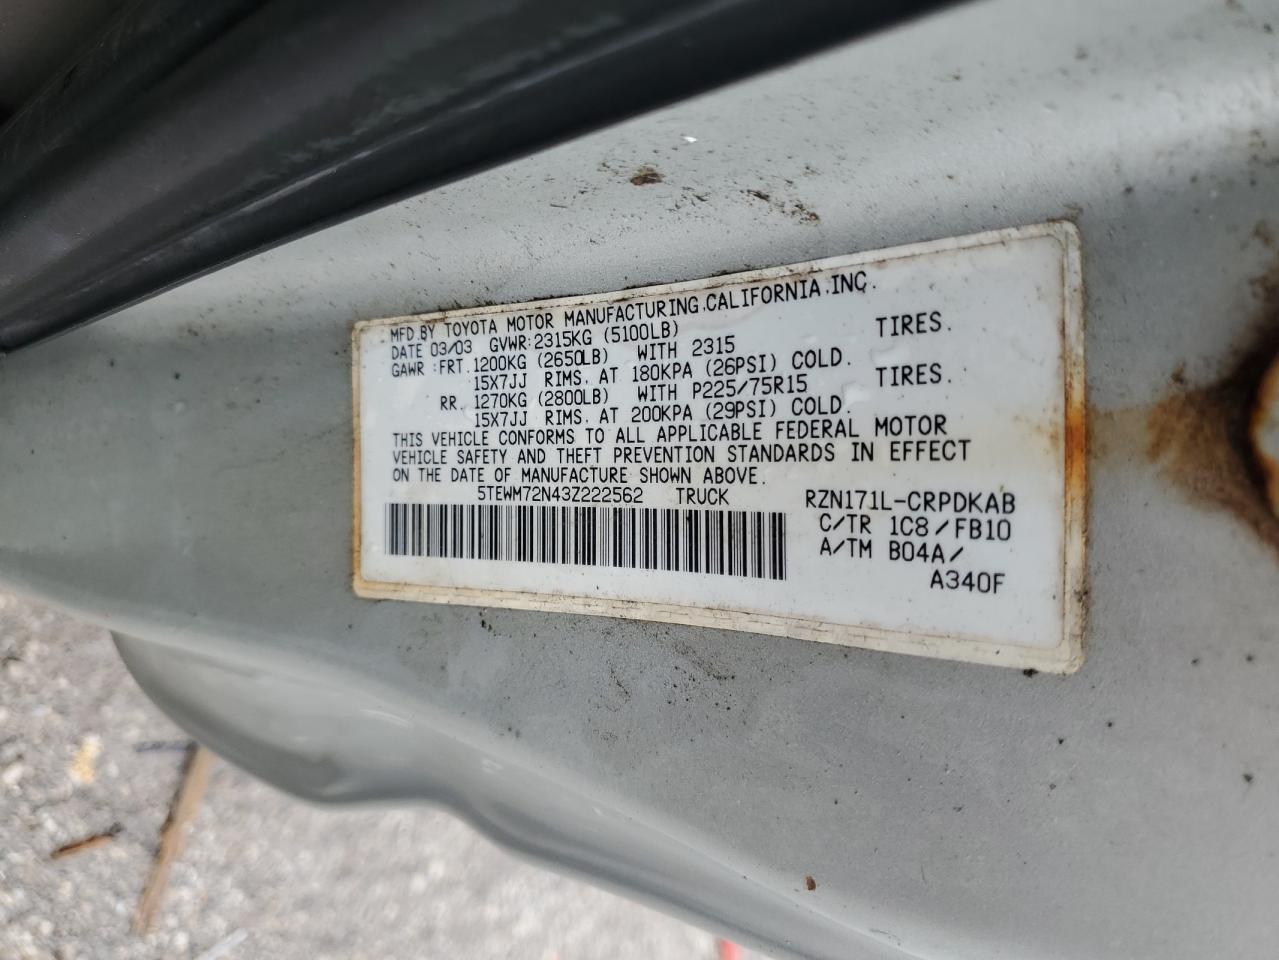 MFD.BY TOYOTA MOTOR MANUFACTURING.CALIFORNIA.INC.
DATE 03/03 GVWR:2315KG (5100LB)
GAWR :FRT. 1200KG (2650LB) WITH 2315 TIRES.
15X7JJ RIMS. AT 180KPA (26PSI) COLD.
RR. 1270KG (2800LB) WITH P225/75R15 TIRES.
15X7JJ RIMS. AT 200KPA (29PSI) COLD.
THIS VEHICLE CONFORMS TO ALL APPLICABLE FEDERAL MOTOR
VEHICLE SAFETY AND THEFT PREVENTION STANDARDS IN EFFECT
ON THE DATE OF MANUFACTURE SHOWN ABOVE.
5TEWM72N43Z222562 TRUCK RZN171L-CRPDKAB
C/TR 1C8/FB10
A/TM B04A/
A340F